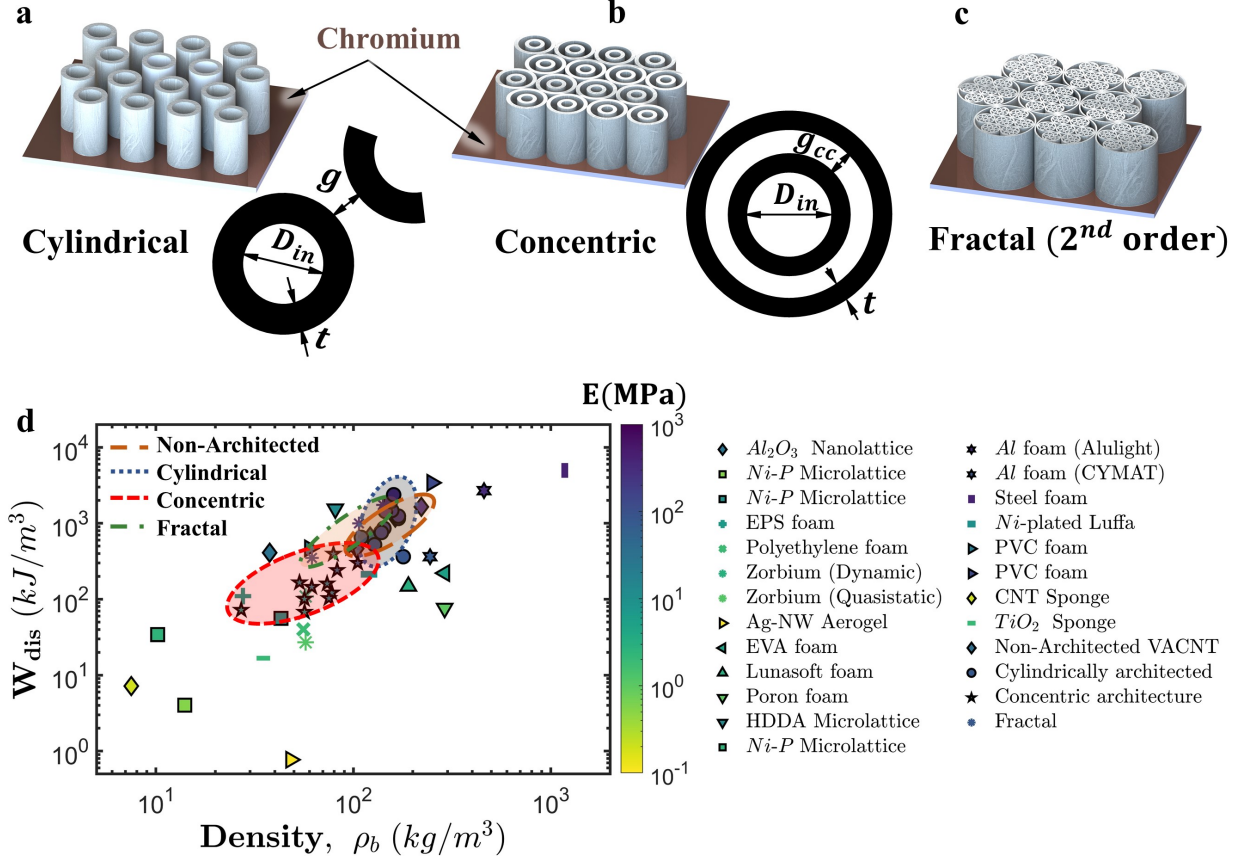 a
b
c
Chromium
g
D_in
t
Cylindrical
g_cc
D_in
t
Concentric
Fractal (2^nd order)
d
E(MPa)
Non-Architected
Cylindrical
Concentric
Fractal
10^4
10^3
10^2
10^1
10^0
W_dis (kJ/m^3)
10^1
10^2
10^3
Density, ρ_b (kg/m^3)
10^3
10^2
10^1
10^0
10^-1
Al_2O_3 Nanolattice
Ni-P Microlattice
Ni-P Microlattice
EPS foam
Polyethylene foam
Zorbium (Dynamic)
Zorbium (Quasistatic)
Ag-NW Aerogel
EVA foam
Lunasoft foam
Poron foam
HDDA Microlattice
Ni-P Microlattice
Al foam (Alulight)
Al foam (CYMAT)
Steel foam
Ni-plated Luffa
PVC foam
PVC foam
CNT Sponge
TiO_2 Sponge
Non-Architected VACNT
Cylindrically architected
Concentric architecture
Fractal